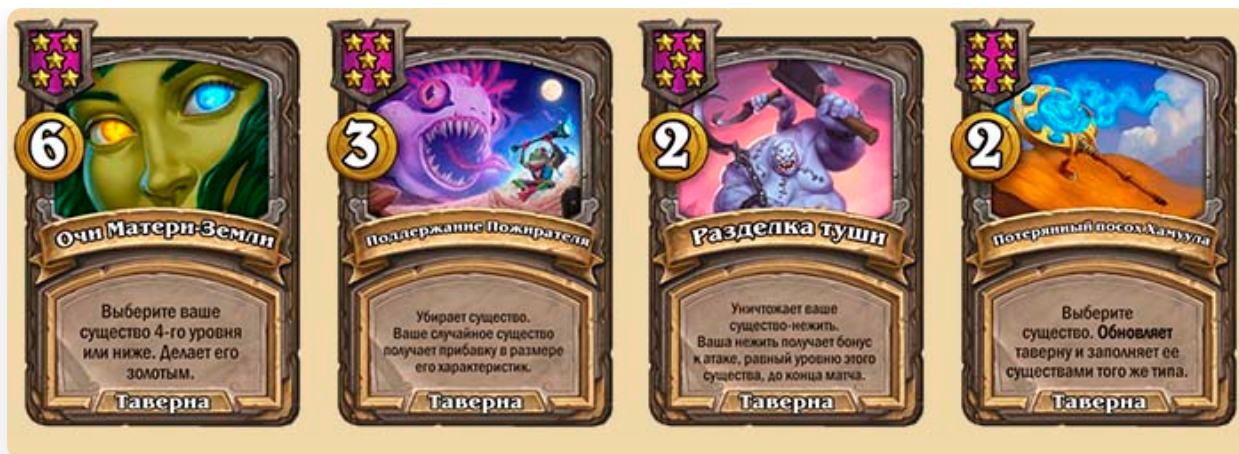 6
Очи Матери-Земли
Выберите ваше
существо 4-го уровня
или ниже. Делает его
золотым.
Таверна
3
Поддержание Пожирателя
Убирает существо.
Ваше случайное существо
получает прибавку в размере
его характеристик.
Таверна
2
Разделка туши
Уничтожает ваше
существо-нежить.
Ваша нежить получает бонус
к атаке, равный уровню этого
существа, до конца матча.
Таверна
2
Потерянный посох Хамуула
Выберите
существо. Обновляет
таверну и заполняет ее
существами того же типа.
Таверна